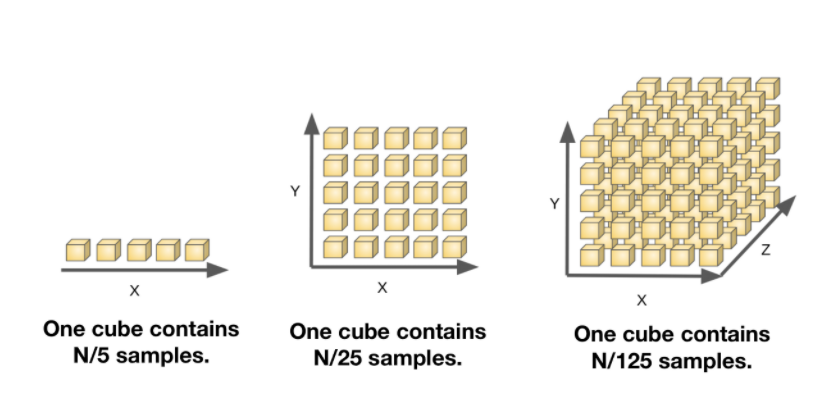 X
One cube contains
N/5 samples.
Y
X
One cube contains
N/25 samples.
Y
Z
X
One cube contains
N/125 samples.